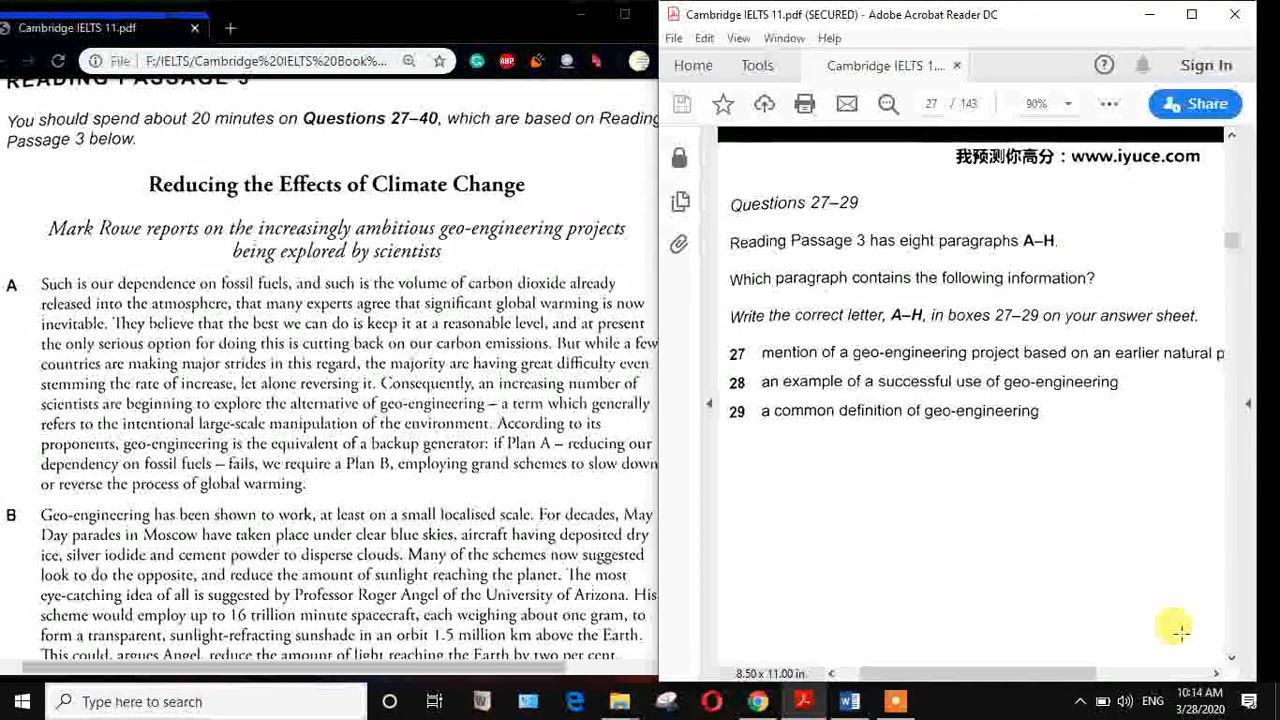 Cambridge IELTS 11.pdf
File
F:/IELTS/Cambridge%20IELTS%20Book%...
ABP
READING PASSAGE 3
You should spend about 20 minutes on Questions 27–40, which are based on Reading
Passage 3 below.
Reducing the Effects of Climate Change
Mark Rowe reports on the increasingly ambitious geo-engineering projects
being explored by scientists
A Such is our dependence on fossil fuels, and such is the volume of carbon dioxide already
released into the atmosphere, that many experts agree that significant global warming is now
inevitable. They believe that the best we can do is keep it at a reasonable level, and at present
the only serious option for doing this is cutting back on our carbon emissions. But while a few
countries are making major strides in this regard, the majority are having great difficulty even
stemming the rate of increase, let alone reversing it. Consequently, an increasing number of
scientists are beginning to explore the alternative of geo-engineering – a term which generally
refers to the intentional large-scale manipulation of the environment. According to its
proponents, geo-engineering is the equivalent of a backup generator: if Plan A – reducing our
dependency on fossil fuels – fails, we require a Plan B, employing grand schemes to slow down
or reverse the process of global warming.
B Geo-engineering has been shown to work, at least on a small localised scale. For decades, May
Day parades in Moscow have taken place under clear blue skies, aircraft having deposited dry
ice, silver iodide and cement powder to disperse clouds. Many of the schemes now suggested
look to do the opposite, and reduce the amount of sunlight reaching the planet. The most
eye-catching idea of all is suggested by Professor Roger Angel of the University of Arizona. His
scheme would employ up to 16 trillion minute spacecraft, each weighing about one gram, to
form a transparent, sunlight-refracting sunshade in an orbit 1.5 million km above the Earth.
This could, argues Angel, reduce the amount of light reaching the Earth by two per cent.
Cambridge IELTS 11.pdf (SECURED) - Adobe Acrobat Reader DC
File Edit View Window Help
Home Tools Cambridge IELTS 1... Sign In
27 / 143 90% Share
我预测你高分：www.iyuce.com
Questions 27–29
Reading Passage 3 has eight paragraphs A–H.
Which paragraph contains the following information?
Write the correct letter, A–H, in boxes 27–29 on your answer sheet.
27 mention of a geo-engineering project based on an earlier natural p
28 an example of a successful use of geo-engineering
29 a common definition of geo-engineering
8.50 x 11.00 in
Type here to search
ENG
10:14 AM
3/28/2020